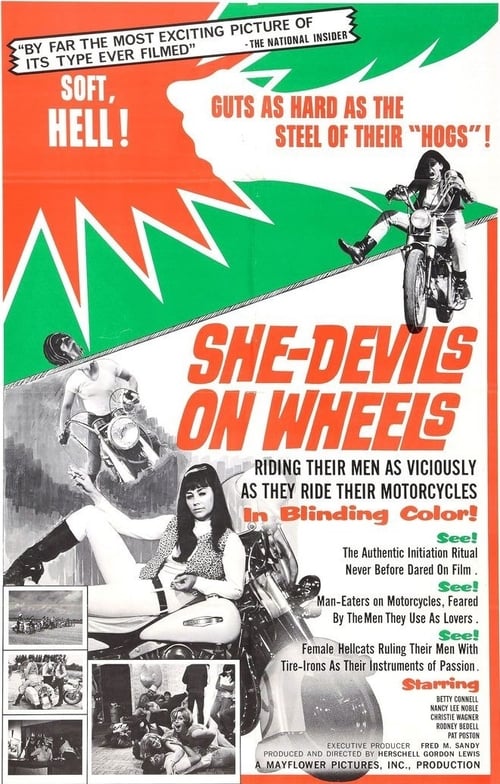 "BY FAR THE MOST EXCITING PICTURE OF
ITS TYPE EVER FILMED" -THE NATIONAL INSIDER
SOFT,
HELL!
GUTS AS HARD AS THE
STEEL OF THEIR "HOGS"!
SHE-DEVILS
ON WHEELS
RIDING THEIR MEN AS VICIOUSLY
AS THEY RIDE THEIR MOTORCYCLES
In Blinding Color!
See!
The Authentic Initiation Ritual
Never Before Dared On Film .
See!
Man-Eaters on Motorcycles, Feared
By The Men They Use As Lovers .
See!
Female Hellcats Ruling Their Men With
Tire-Irons As Their Instruments of Passion .
Starring
BETTY CONNELL
NANCY LEE NOBLE
CHRISTIE WAGNER
RODNEY BEDELL
PAT POSTON
EXECUTIVE PRODUCER FRED M. SANDY
PRODUCED AND DIRECTED BY HERSCHELL GORDON LEWIS
A MAYFLOWER PICTURES, INC., PRODUCTION